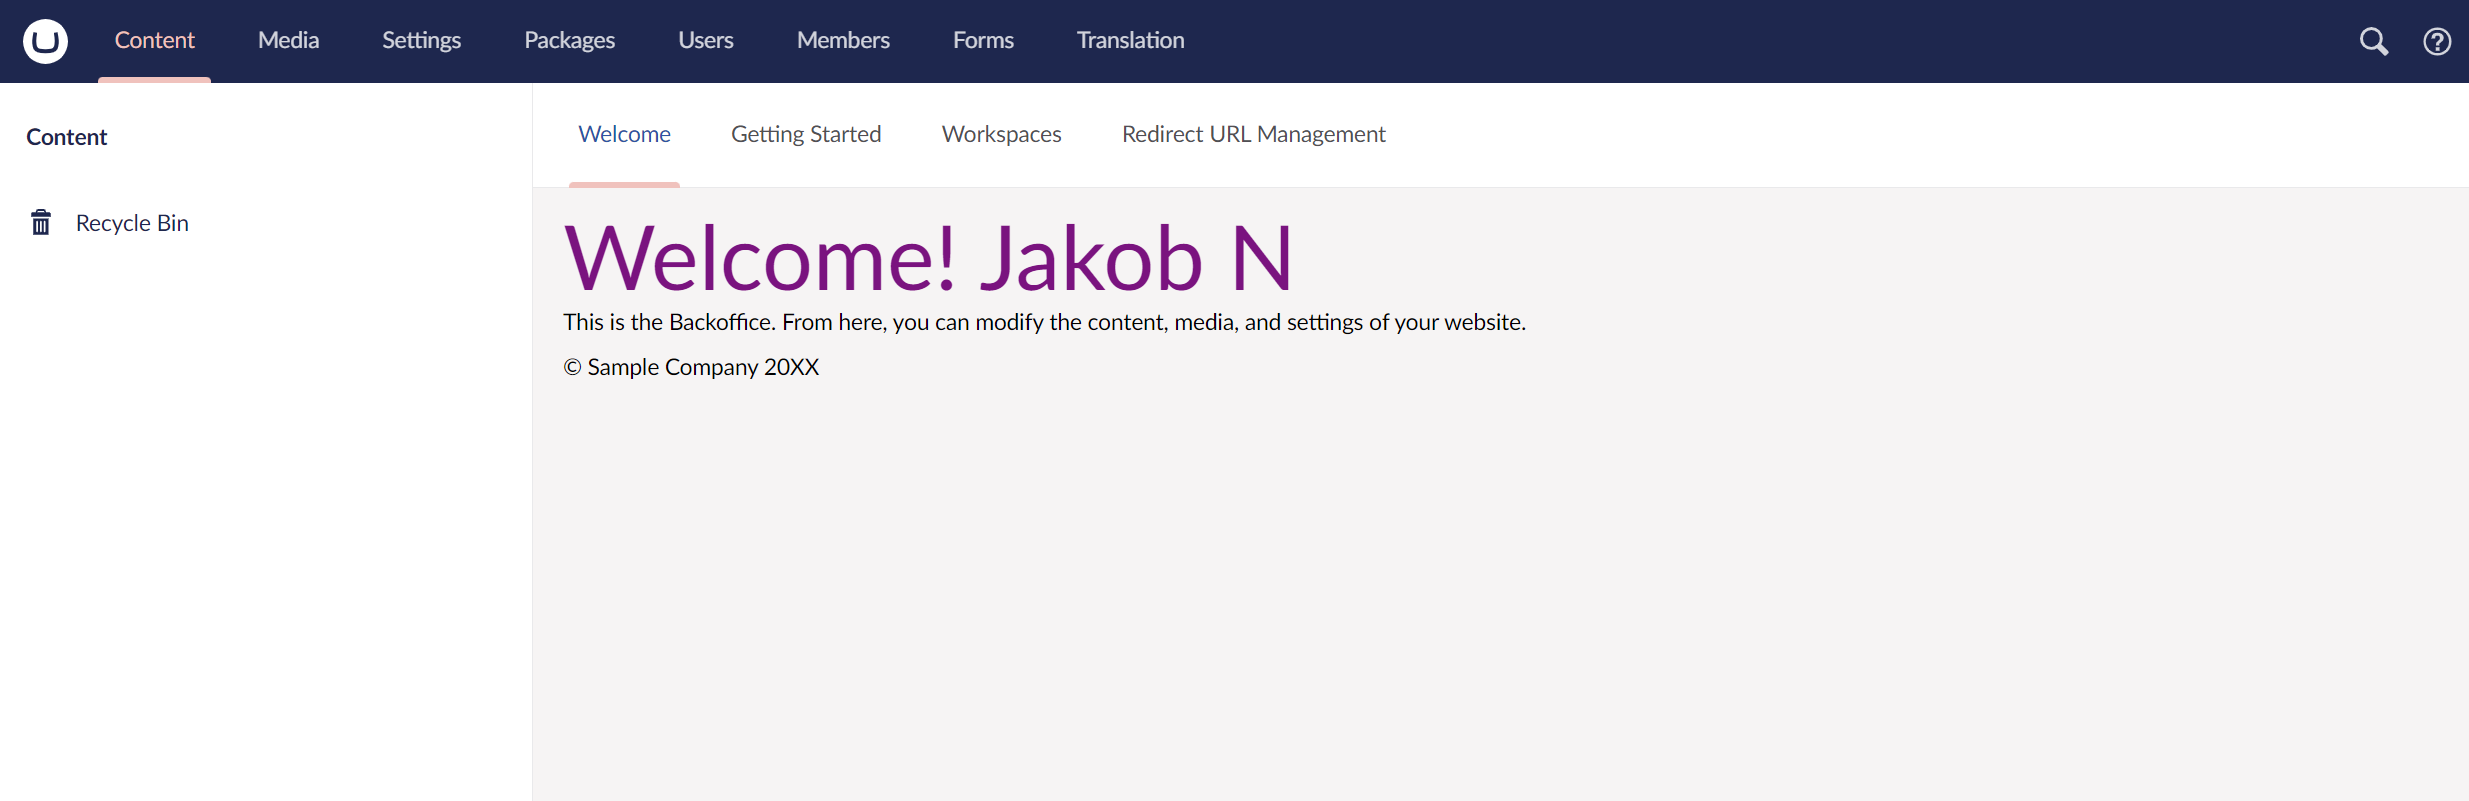 Content Media Settings Packages Users Members Forms Translation
Content
Recycle Bin
Welcome Getting Started Workspaces Redirect URL Management
Welcome! Jakob N
This is the Backoffice. From here, you can modify the content, media, and settings of your website.
© Sample Company 20XX